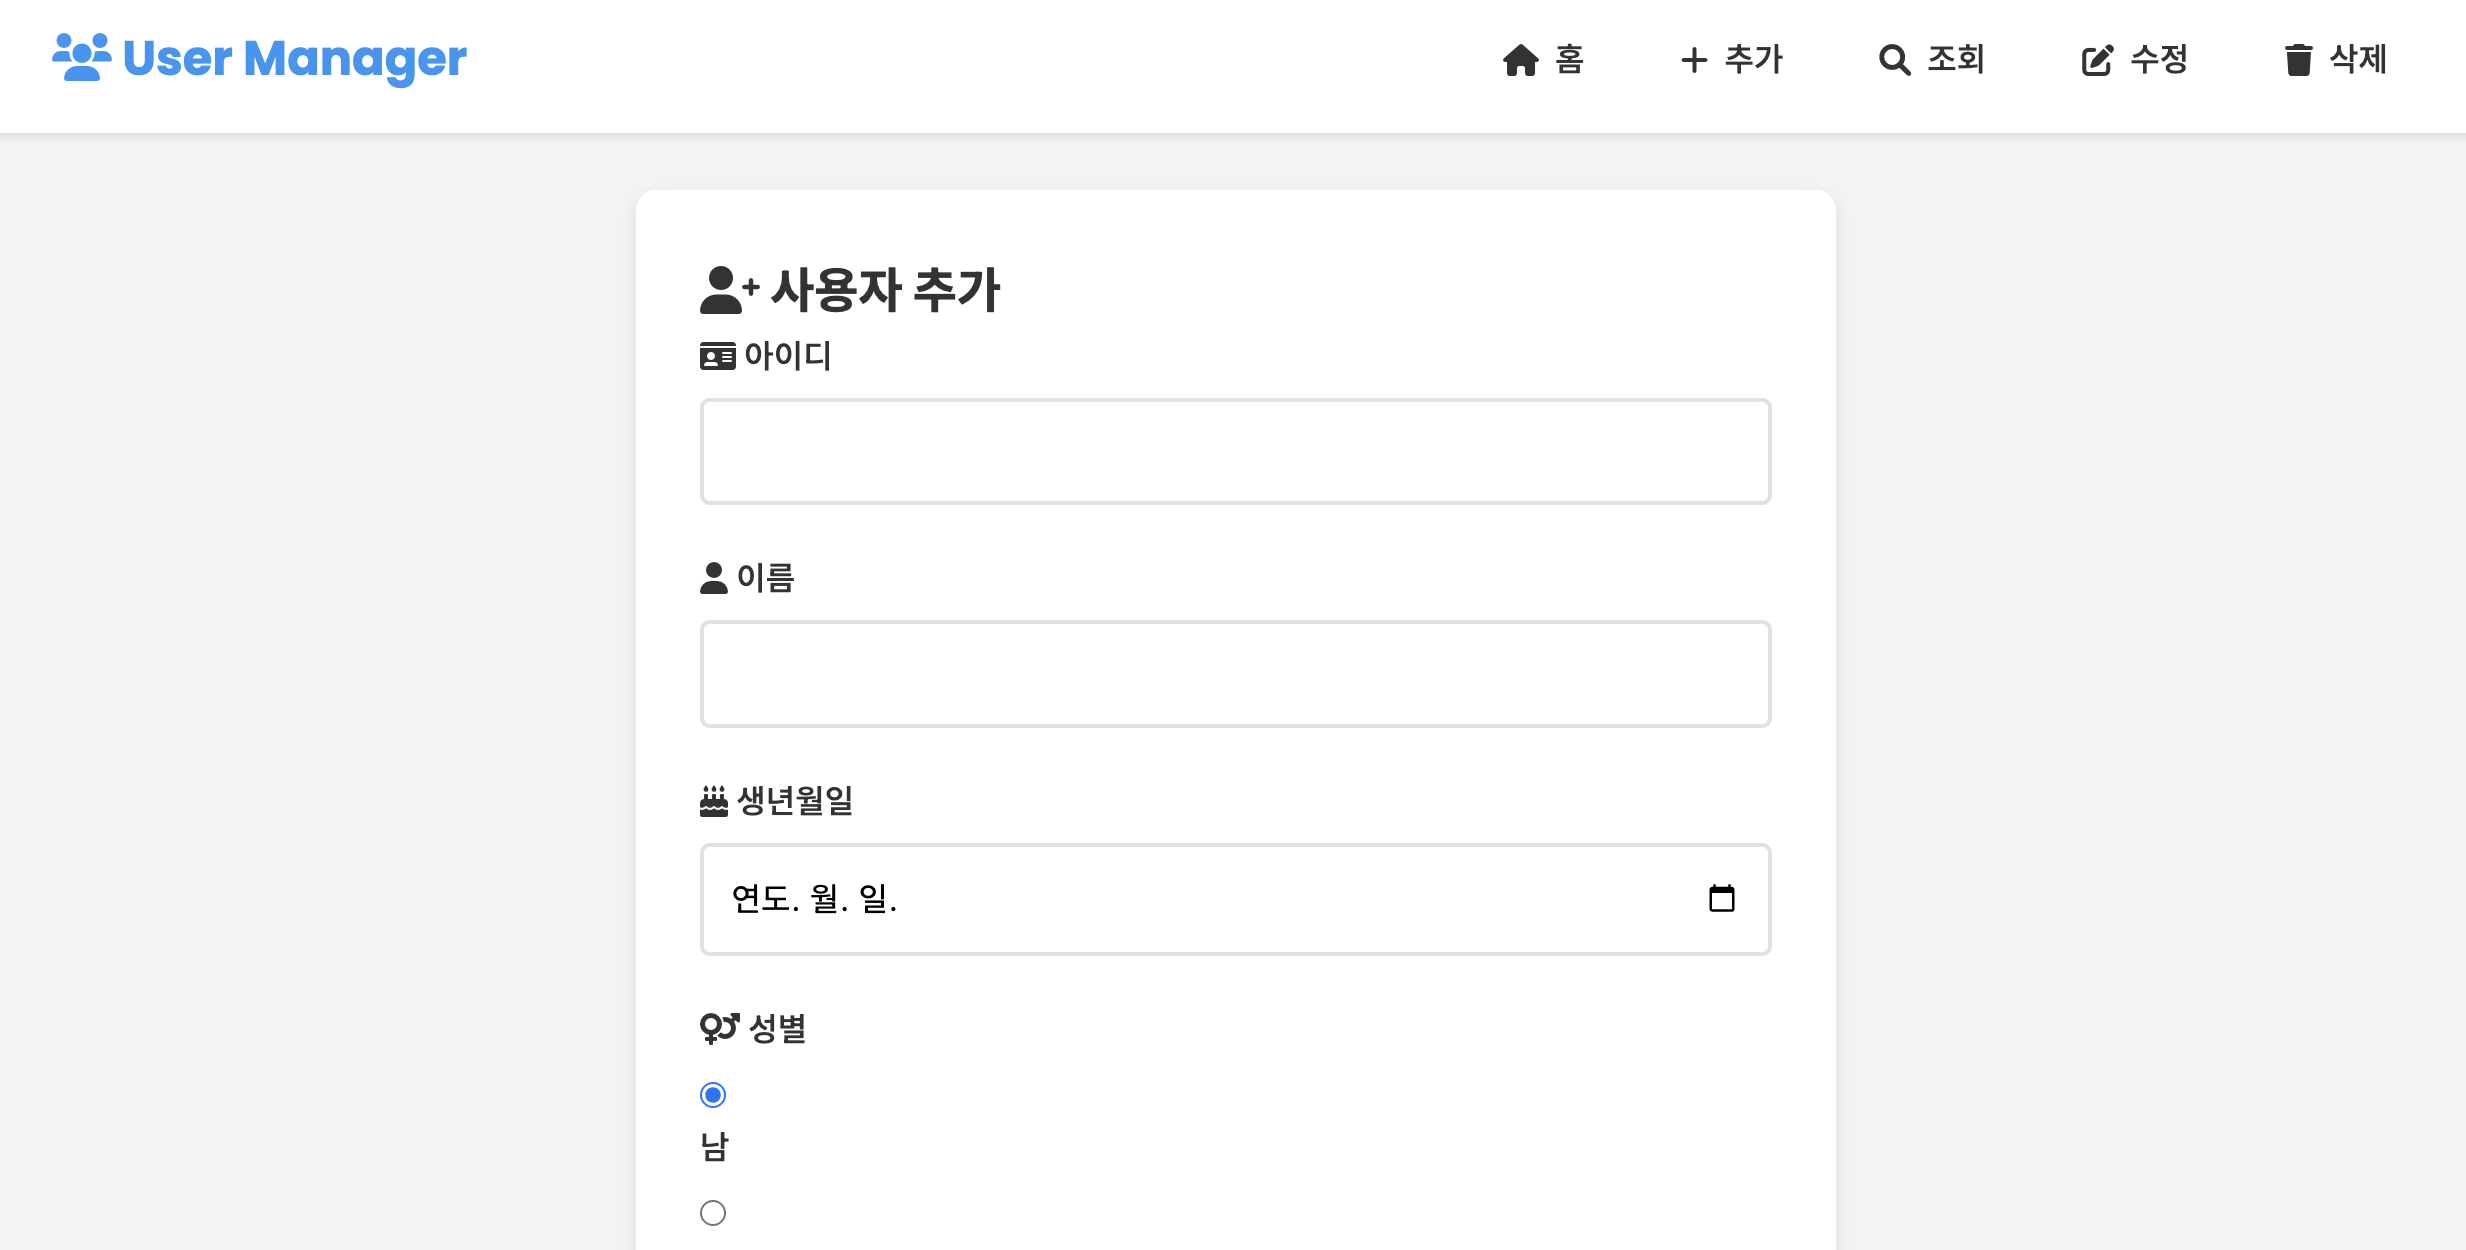 User Manager
홈
추가
조회
수정
삭제
사용자 추가
아이디
이름
생년월일
연도. 월. 일.
성별
남